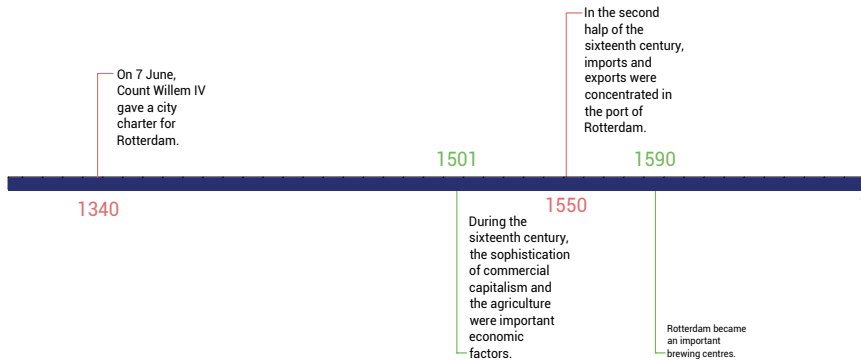 On 7 June,
Count Willem IV
gave a city
charter for
Rotterdam.
1340
1501
During the
sixteenth century,
the sophistication
of commercial
capitalism and
the agriculture
were important
economic
factors.
In the second
halp of the
sixteenth century,
imports and
exports were
concentrated in
the port of
Rotterdam.
1550
1590
Rotterdam became
an important
brewing centres.